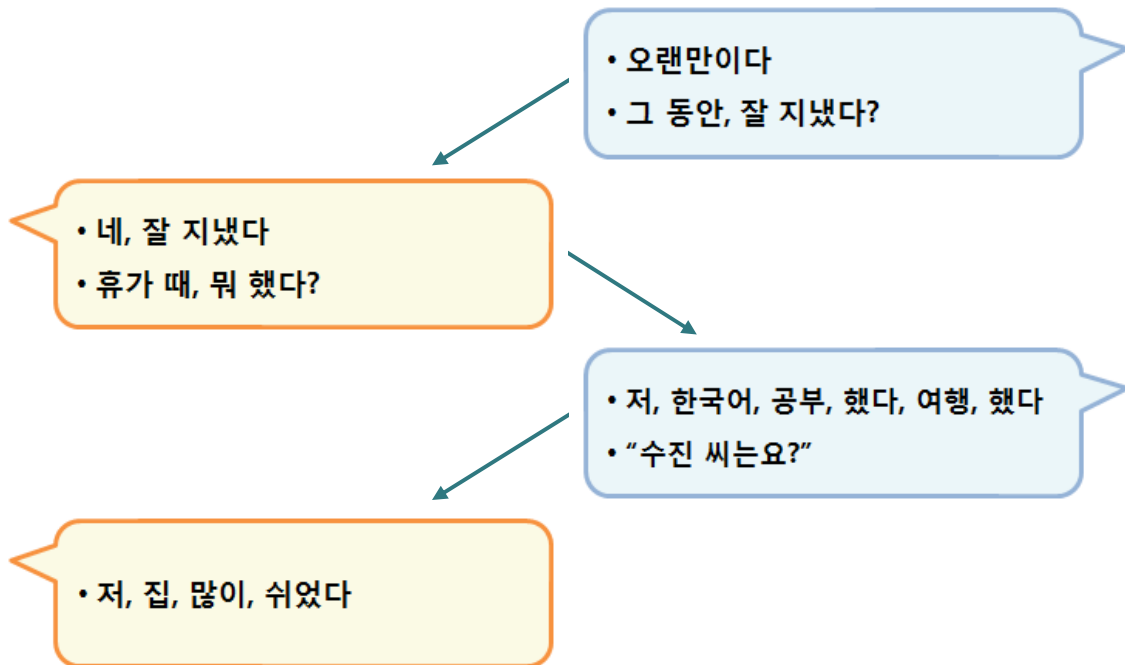 • 오랜만이다
• 그 동안, 잘 지냈다?
• 네, 잘 지냈다
• 휴가 때, 뭐 했다?
• 저, 한국어, 공부, 했다, 여행, 했다
• “수진 씨는요?”
• 저, 집, 많이, 쉬었다